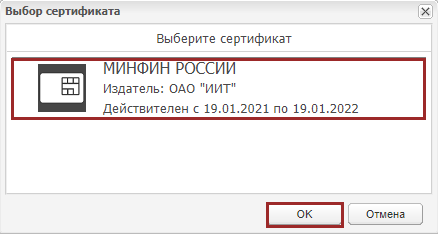 Выбор сертификата
Выберите сертификат
МИНФИН РОССИИ
Издатель: ОАО "ИИТ"
Действителен с 19.01.2021 по 19.01.2022
OK
Отмена